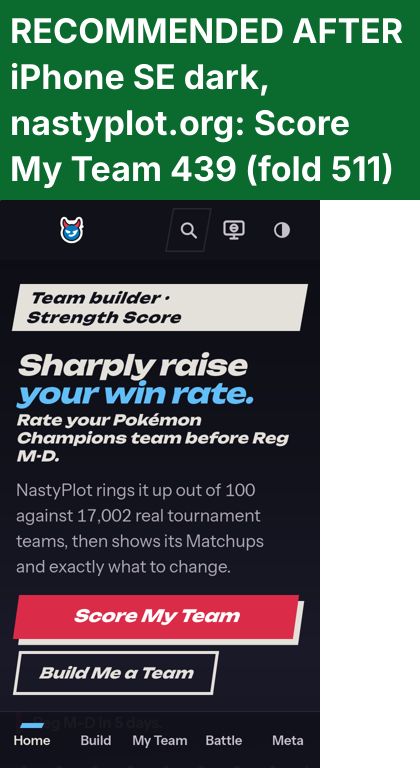 RECOMMENDED AFTER
iPhone SE dark,
nastyplot.org: Score
My Team 439 (fold 511)
Team builder ·
Strength Score
Sharply raise
your win rate.
Rate your Pokémon
Champions team before Reg
M-D.
NastyPlot rings it up out of 100
against 17,002 real tournament
teams, then shows its Matchups
and exactly what to change.
Score My Team
Build Me a Team
Reg M-D in 5 days.
Home Build My Team Battle Meta